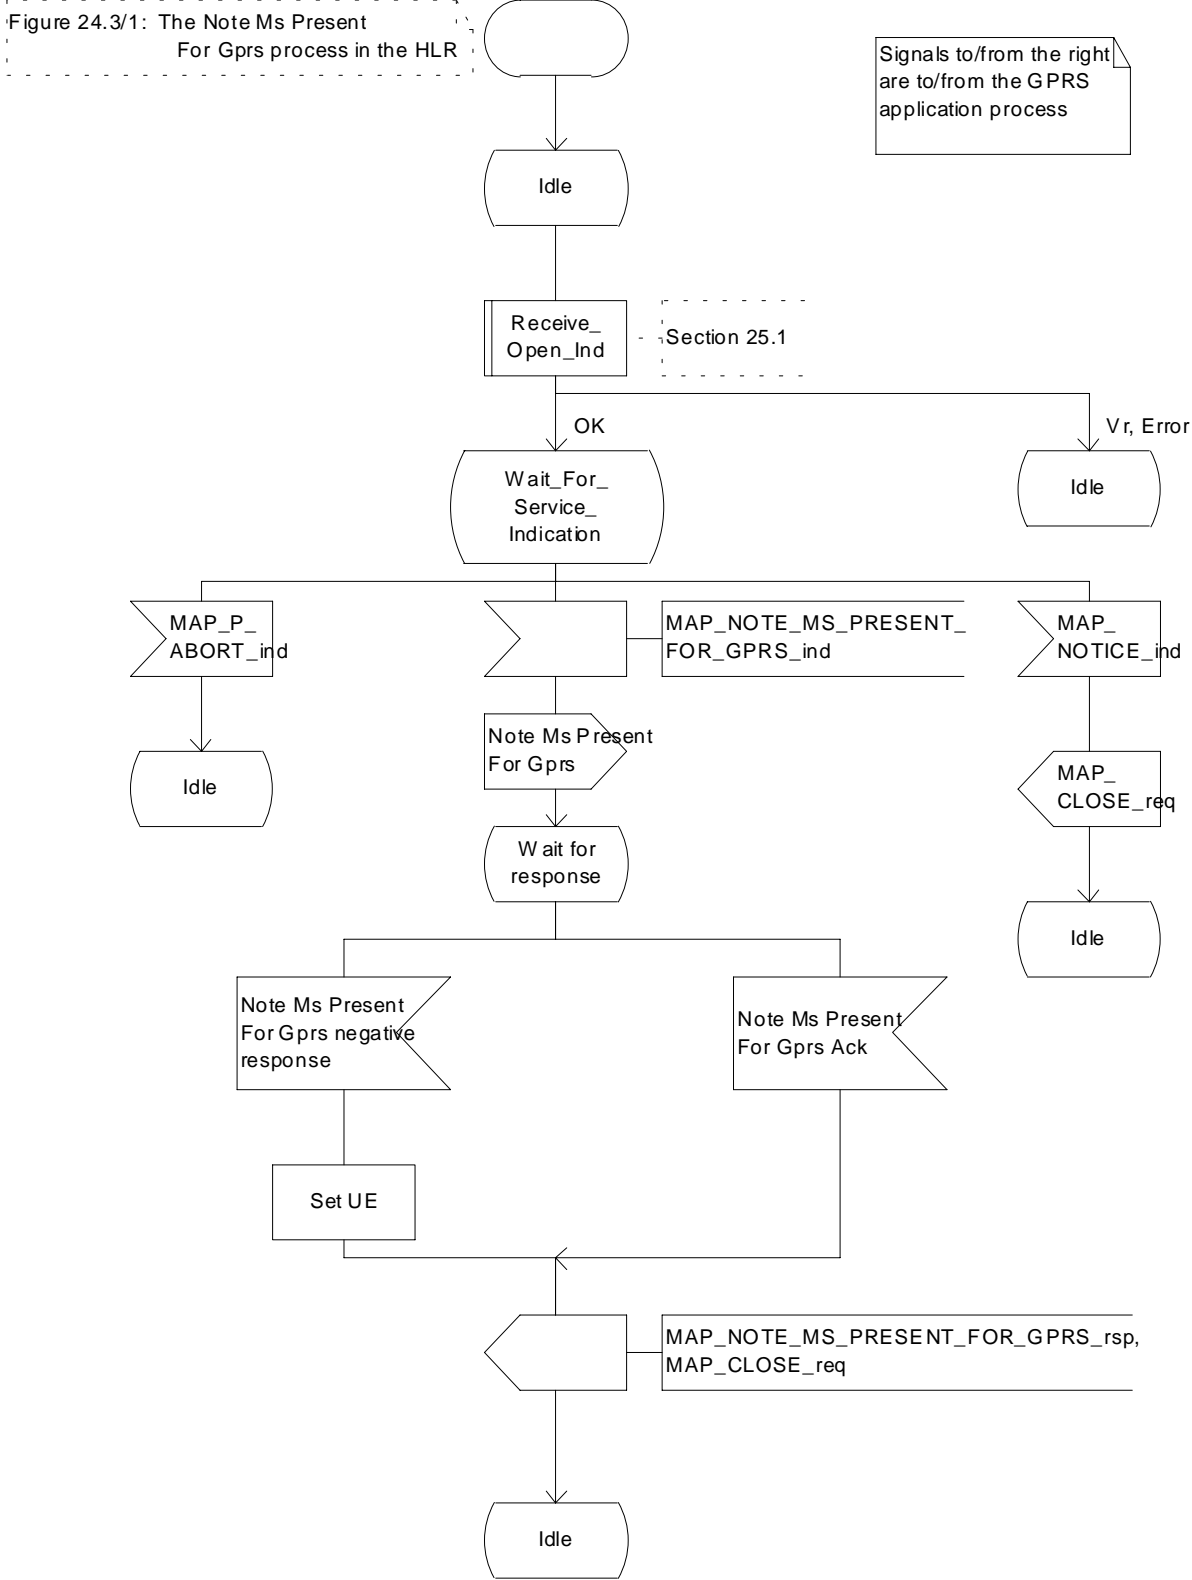 Figure 24.3/1: The Note Ms Present
For Gprs process in the HLR
Signals to/from the right
are to/from the GPRS
application process
Idle
Receive_
Open_Ind
Section 25.1
OK
Vr, Error
Wait_For_
Service_
Indication
Idle
MAP_P_
ABORT_ind
MAP_NOTE_MS_PRESENT_
FOR_GPRS_ind
MAP_
NOTICE_ind
Note Ms Present
For Gprs
Idle
MAP_
CLOSE_req
Wait for
response
Idle
Note Ms Present
For Gprs negative
response
Note Ms Present
For Gprs Ack
Set UE
MAP_NOTE_MS_PRESENT_FOR_GPRS_rsp,
MAP_CLOSE_req
Idle